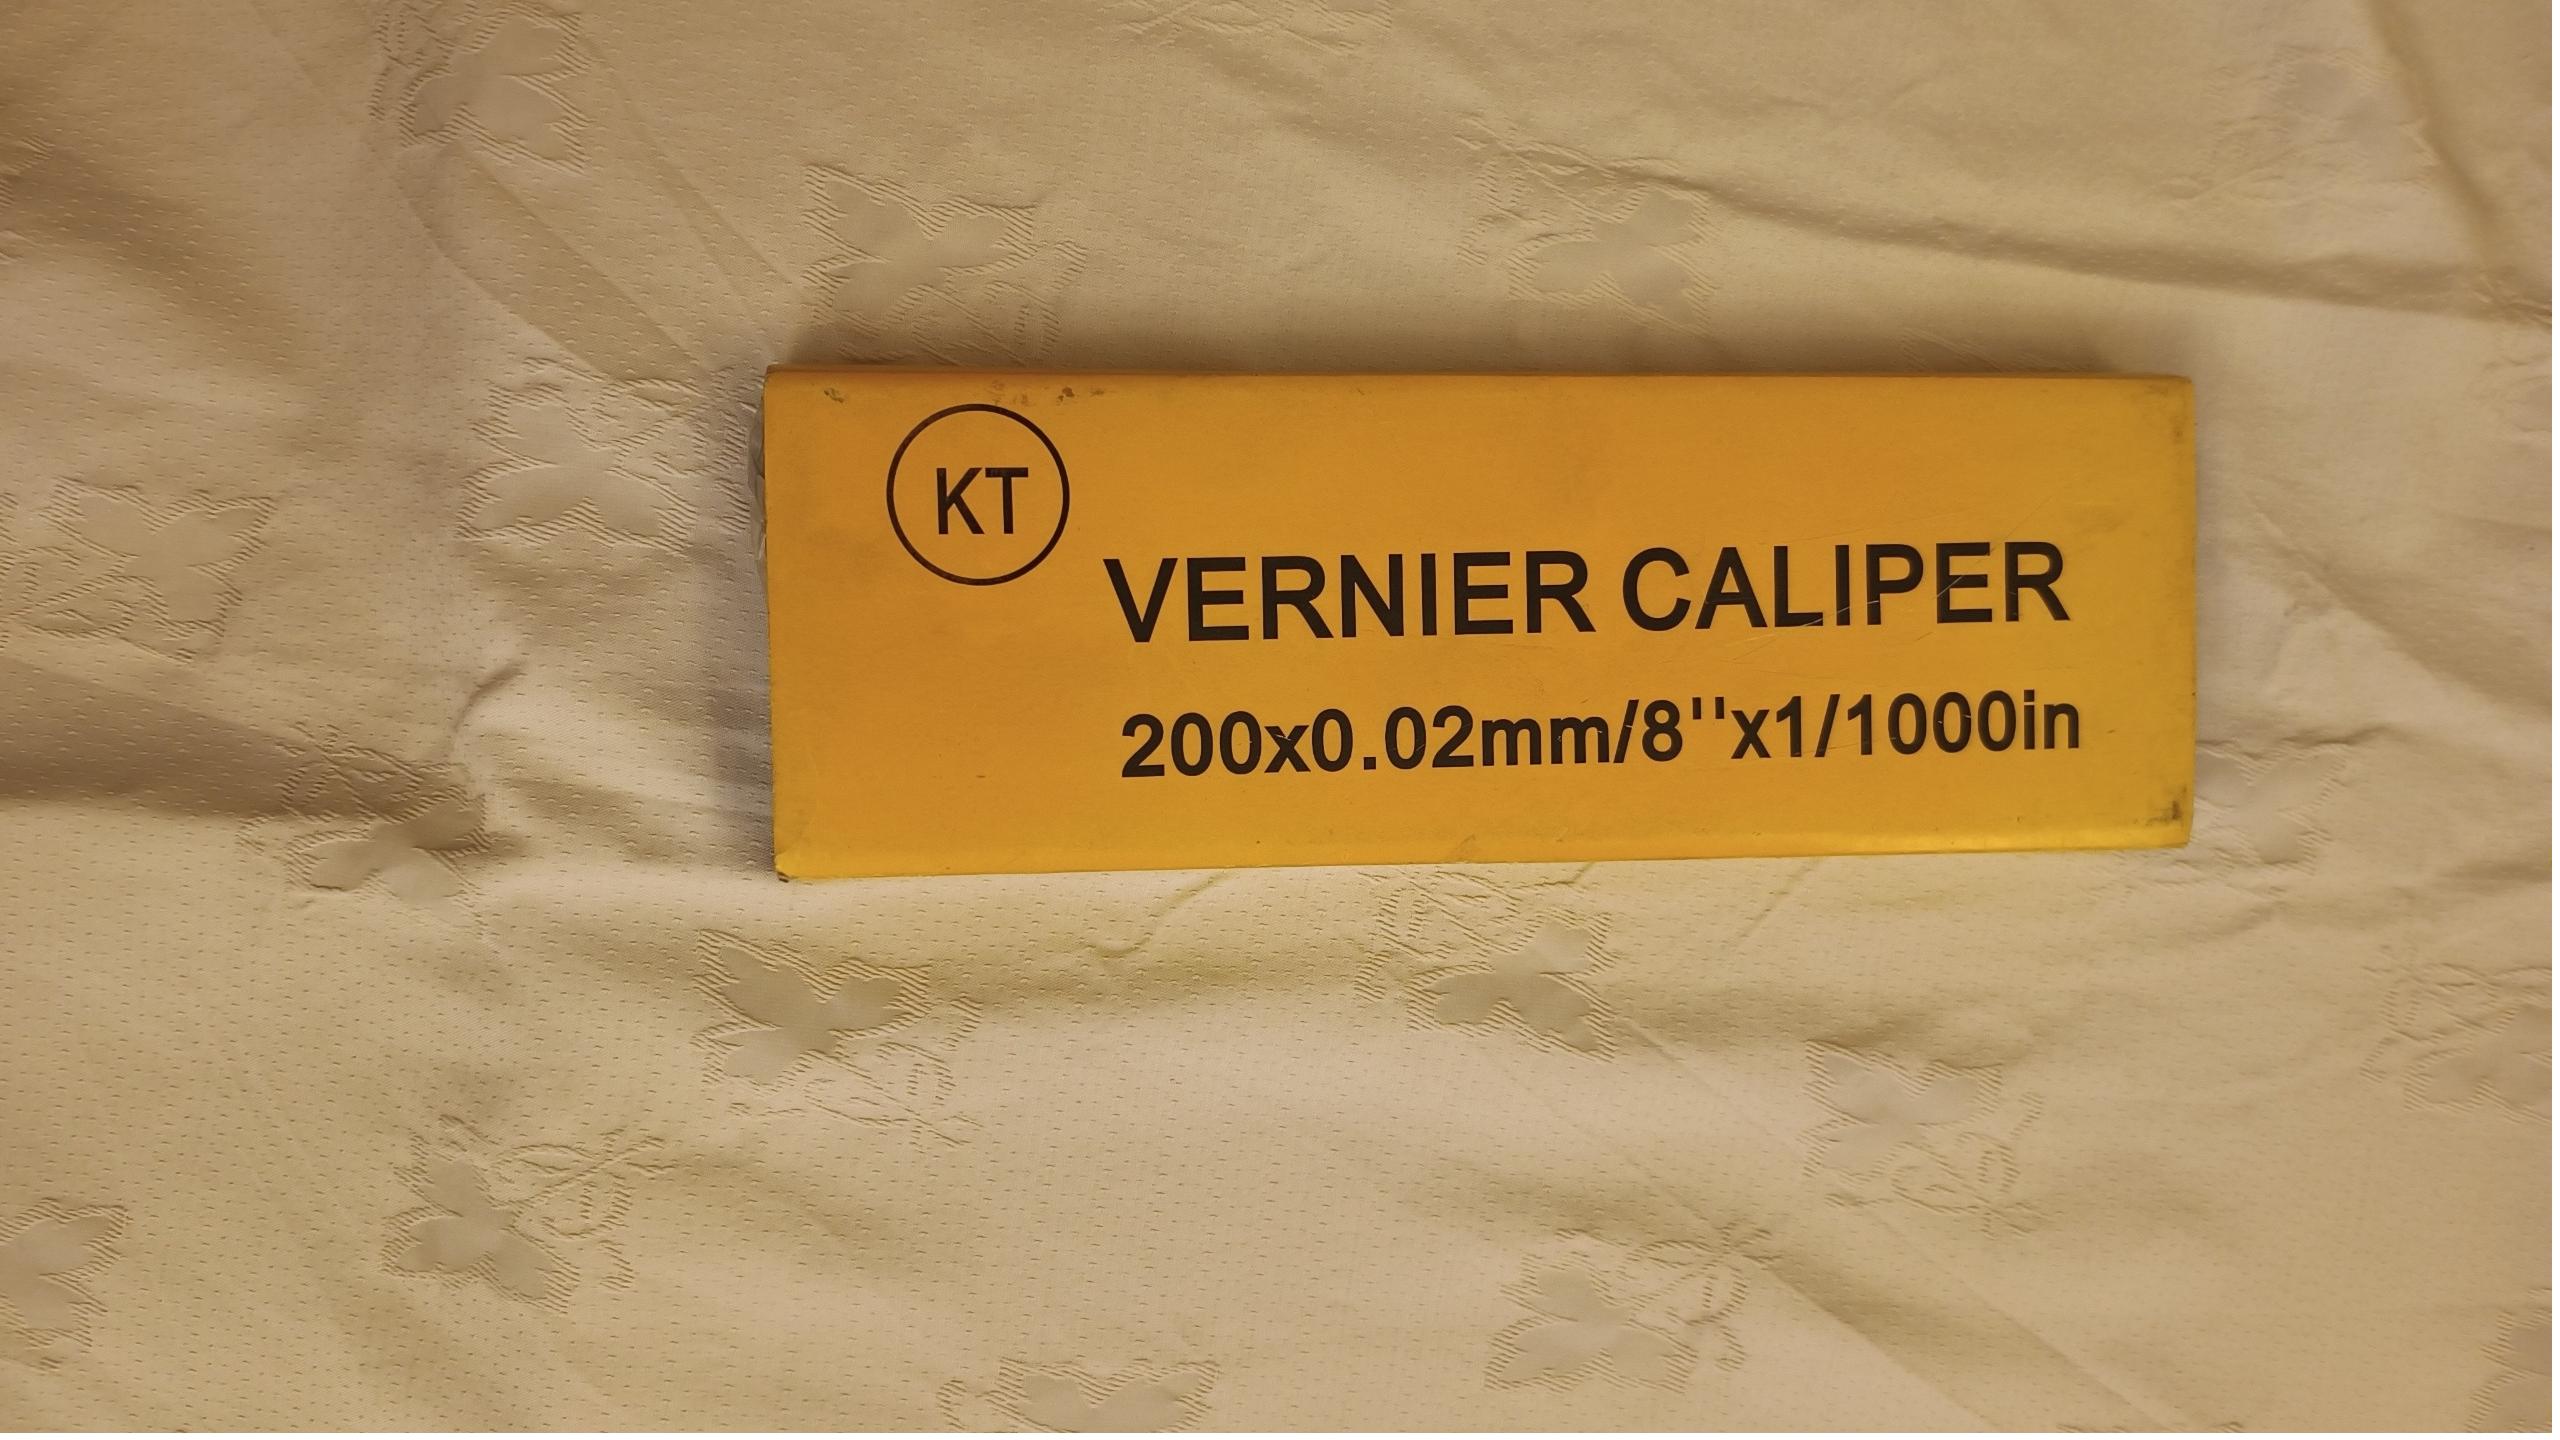 KT
VERNIER CALIPER
200x0.02mm/8''x1/1000in